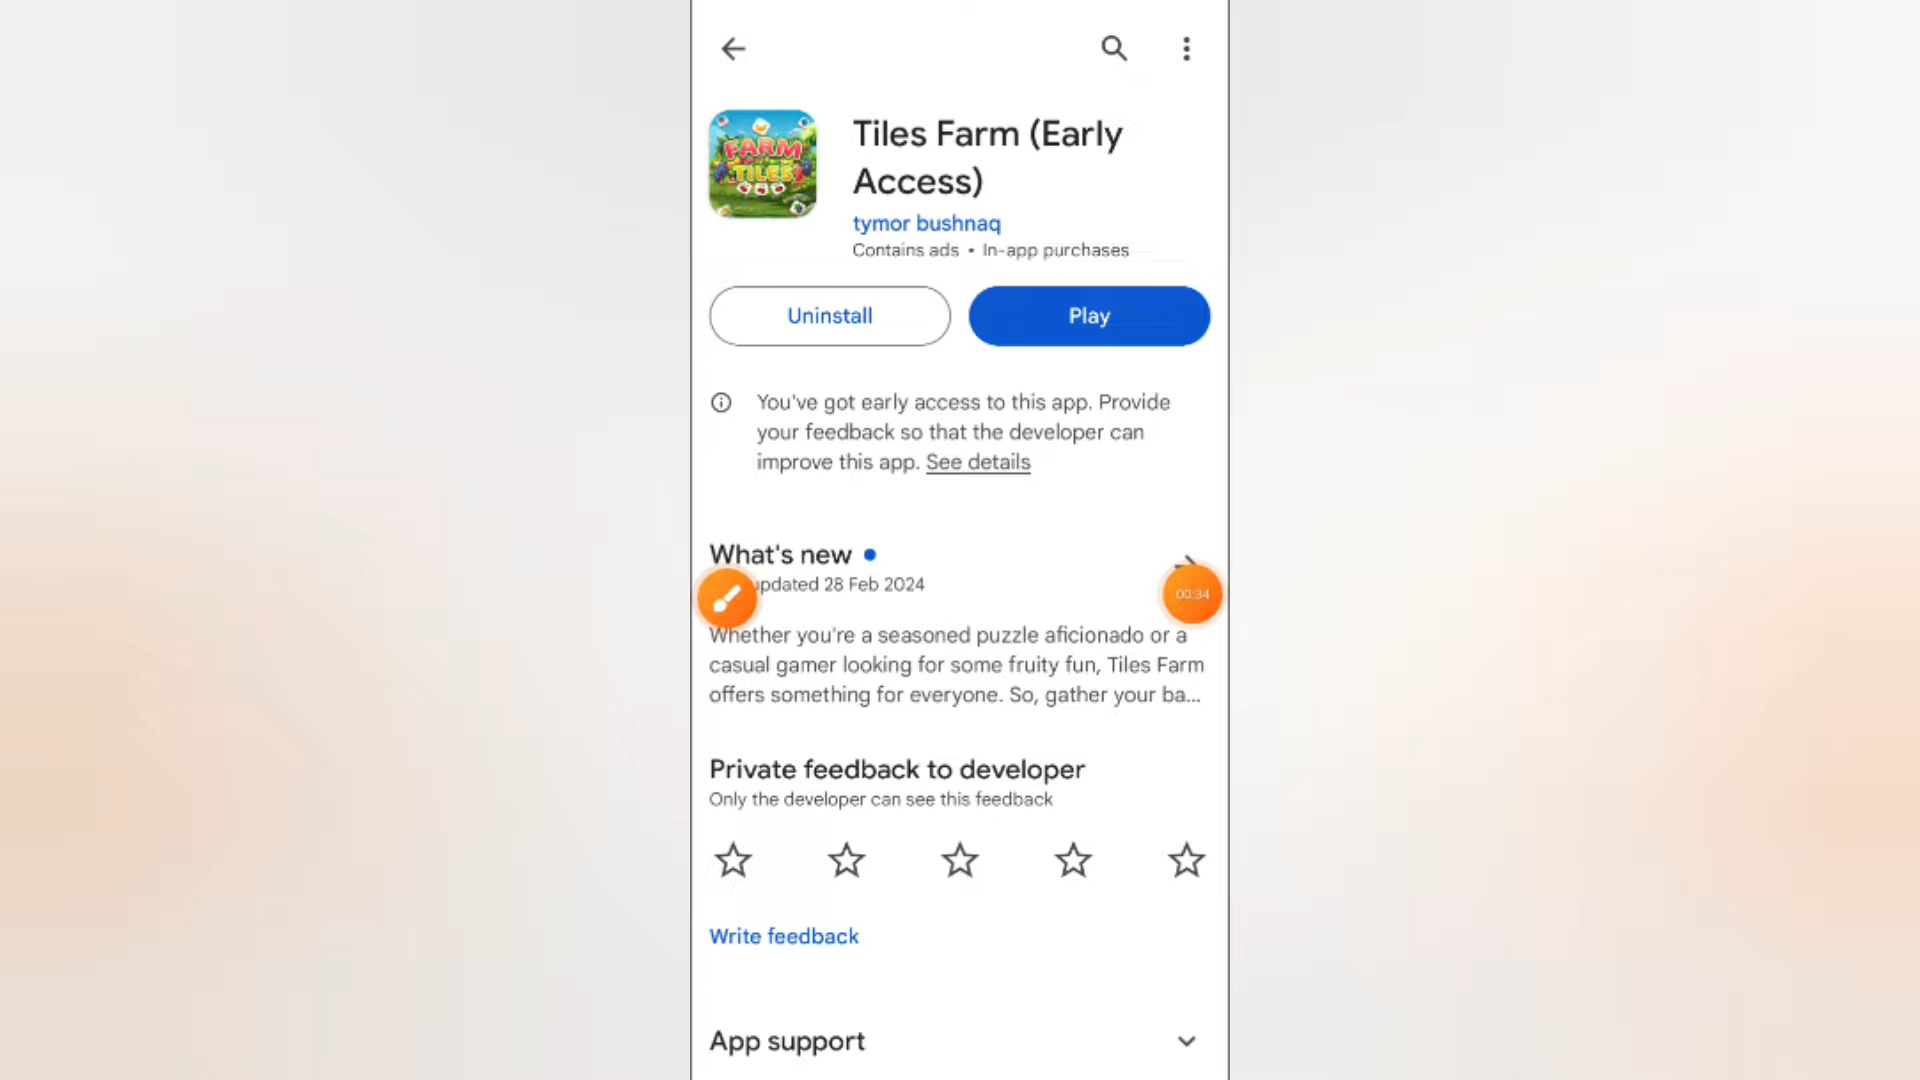 Tiles Farm (Early
Access)
FARM
TILES
tymor bushnaq
Contains ads • In-app purchases
Uninstall
Play
You've got early access to this app. Provide
your feedback so that the developer can
improve this app. See details
What's new
updated 28 Feb 2024
00:34
Whether you're a seasoned puzzle aficionado or a
casual gamer looking for some fruity fun, Tiles Farm
offers something for everyone. So, gather your ba...
Private feedback to developer
Only the developer can see this feedback
Write feedback
App support